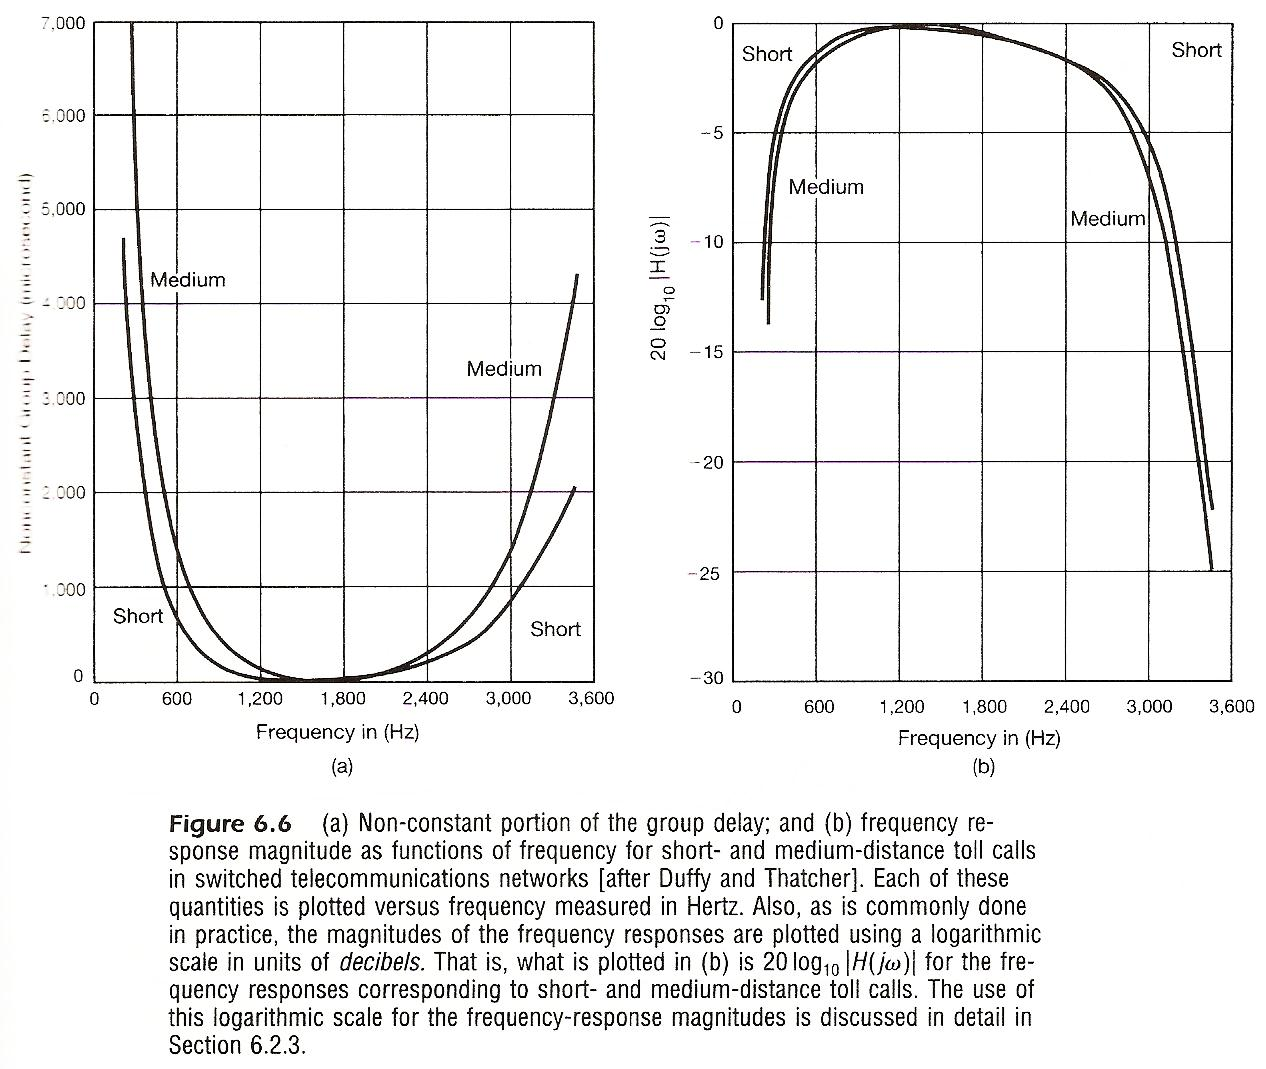 7,000
6,000
5,000
4,000
3,000
2,000
1,000
0
Nonconstant Group Delay (microsecond)
Medium
Medium
Short
Short
0 600 1,200 1,800 2,400 3,000 3,600
Frequency in (Hz)
(a)
0
−5
−10
−15
−20
−25
−30
20 log10 |H(jω)|
Short
Short
Medium
Medium
0 600 1,200 1,800 2,400 3,000 3,600
Frequency in (Hz)
(b)
Figure 6.6 (a) Non-constant portion of the group delay; and (b) frequency re-
sponse magnitude as functions of frequency for short- and medium-distance toll calls
in switched telecommunications networks [after Duffy and Thatcher]. Each of these
quantities is plotted versus frequency measured in Hertz. Also, as is commonly done
in practice, the magnitudes of the frequency responses are plotted using a logarithmic
scale in units of decibels. That is, what is plotted in (b) is 20 log10 |H(jω)| for the fre-
quency responses corresponding to short- and medium-distance toll calls. The use of
this logarithmic scale for the frequency-response magnitudes is discussed in detail in
Section 6.2.3.